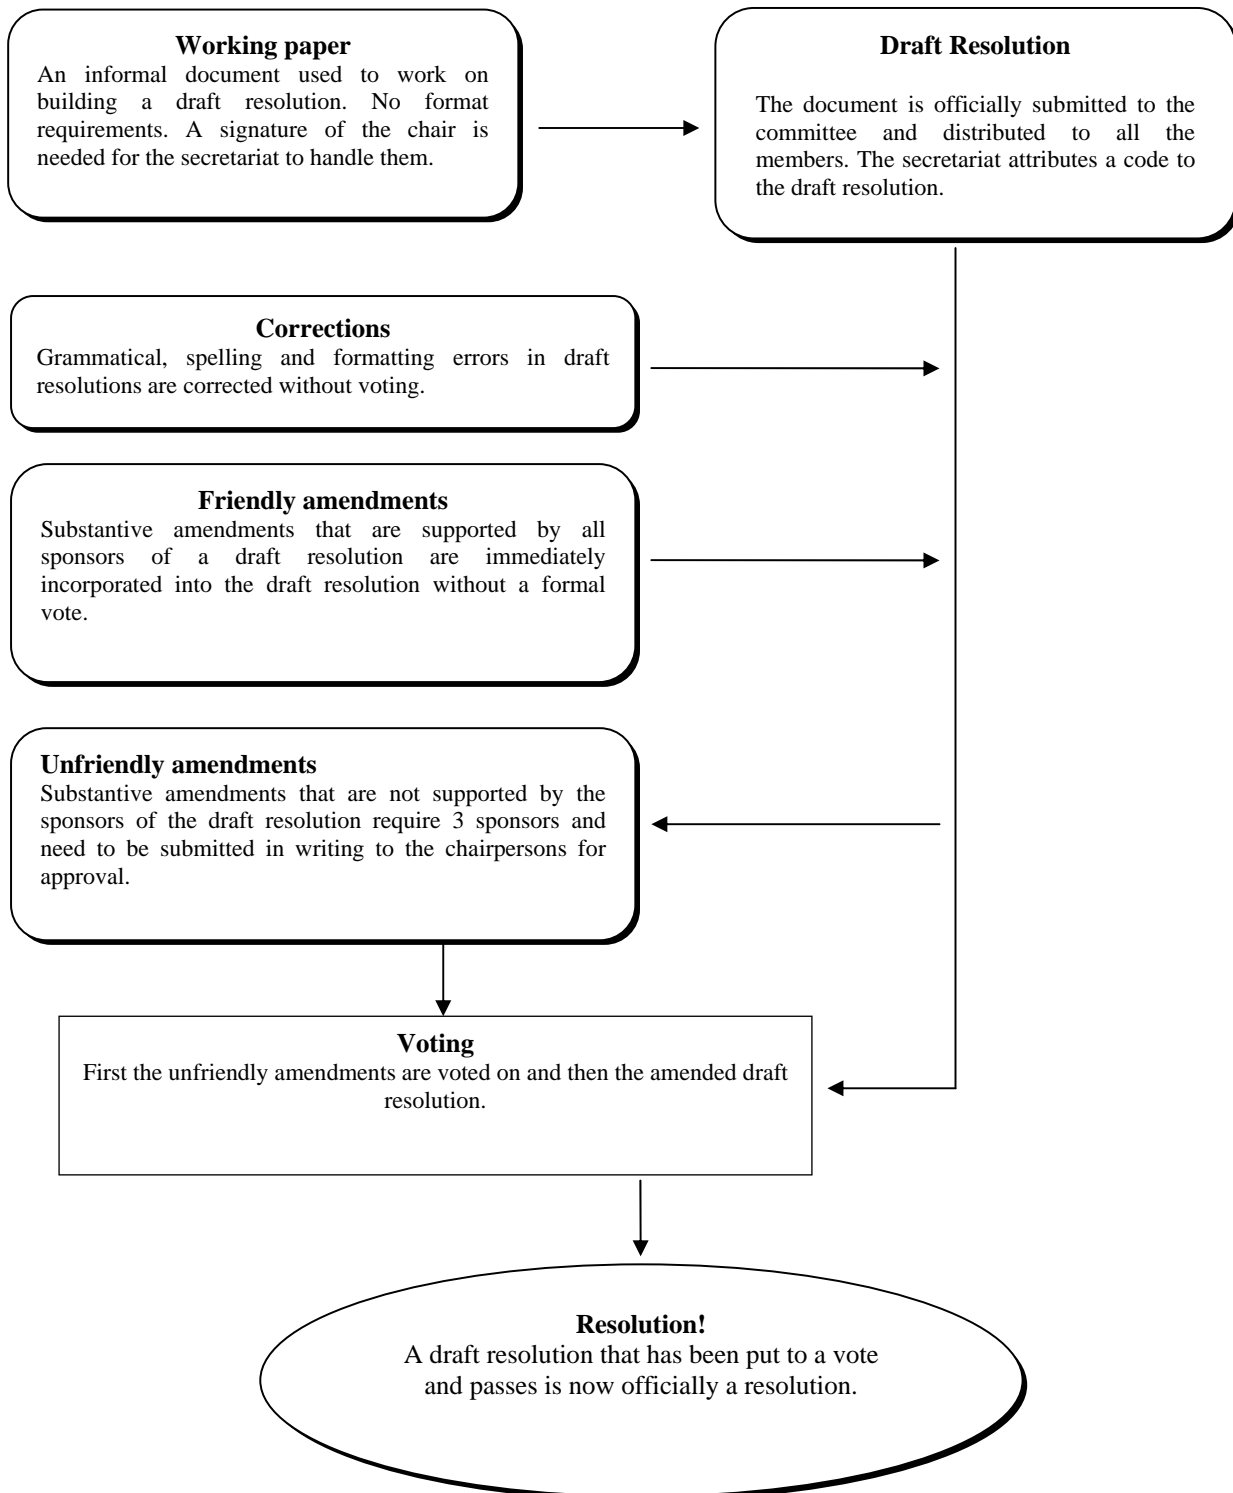 Working paper
An informal document used to work on
building a draft resolution. No format
requirements. A signature of the chair is
needed for the secretariat to handle them.
Draft Resolution
The document is officially submitted to the
committee and distributed to all the
members. The secretariat attributes a code to
the draft resolution.
Corrections
Grammatical, spelling and formatting errors in draft
resolutions are corrected without voting.
Friendly amendments
Substantive amendments that are supported by all
sponsors of a draft resolution are immediately
incorporated into the draft resolution without a formal
vote.
Unfriendly amendments
Substantive amendments that are not supported by the
sponsors of the draft resolution require 3 sponsors and
need to be submitted in writing to the chairpersons for
approval.
Voting
First the unfriendly amendments are voted on and then the amended draft
resolution.
Resolution!
A draft resolution that has been put to a vote
and passes is now officially a resolution.